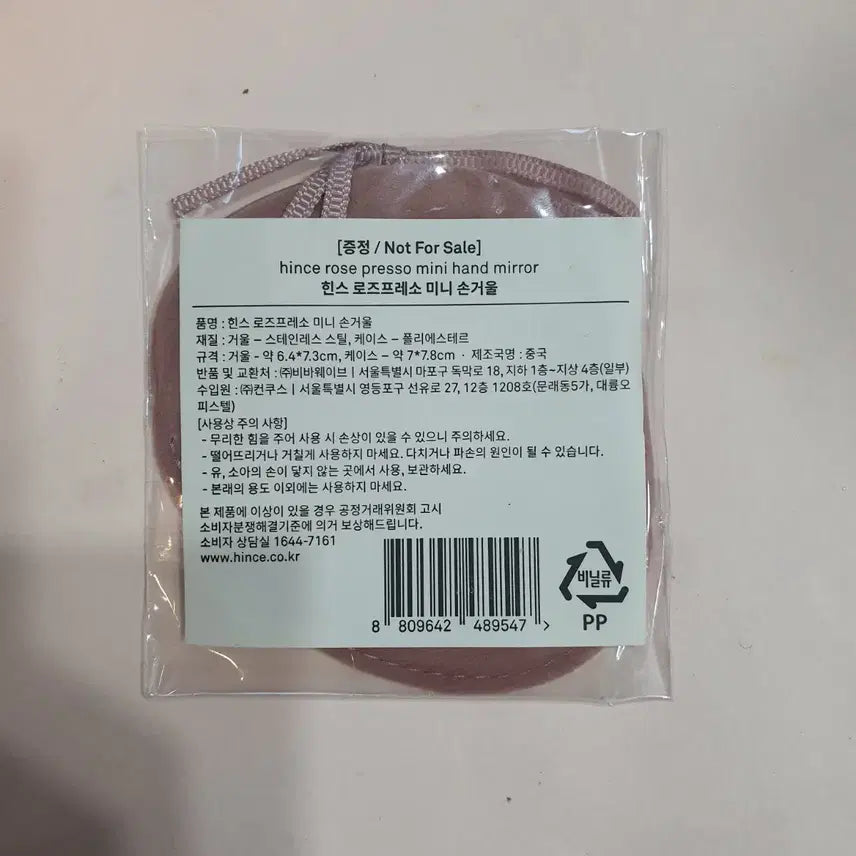 [증정 / Not For Sale]
hince rose presso mini hand mirror
힌스 로즈프레소 미니 손거울
품명 : 힌스 로즈프레소 미니 손거울
재질 : 거울 – 스테인레스 스틸, 케이스 – 폴리에스테르
규격 : 거울 - 약 6.4*7.3cm, 케이스 – 약 7*7.8cm · 제조국명 : 중국
반품 및 교환처 : ㈜비바웨이브 | 서울특별시 마포구 독막로 18, 지하 1층~지상 4층(일부)
수입원 : ㈜컨쿠스 | 서울특별시 영등포구 선유로 27, 12층 1208호(문래동5가, 대륭오
피스텔)
[사용상 주의 사항]
- 무리한 힘을 주어 사용 시 손상이 있을 수 있으니 주의하세요.
- 떨어뜨리거나 거칠게 사용하지 마세요. 다치거나 파손의 원인이 될 수 있습니다.
- 유, 소아의 손이 닿지 않는 곳에서 사용, 보관하세요.
- 본래의 용도 이외에는 사용하지 마세요.
본 제품에 이상이 있을 경우 공정거래위원회 고시
소비자분쟁해결기준에 의거 보상해드립니다.
소비자 상담실 1644-7161
www.hince.co.kr
8 809642 489547 >
비닐류
PP